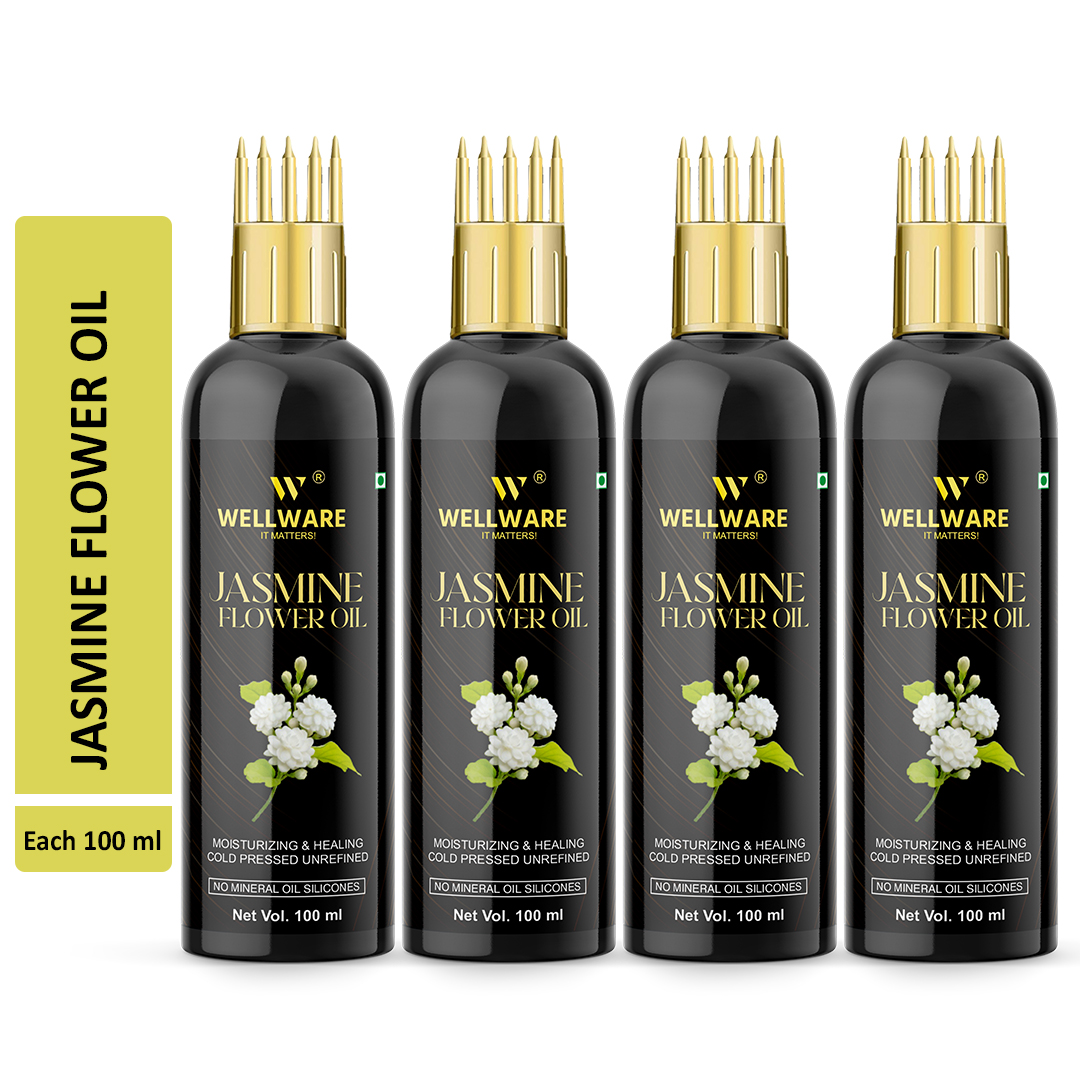 JASMINE FLOWER OIL
Each 100 ml
W ®
WELLWARE
IT MATTERS!
JASMINE
FLOWER OIL
MOISTURIZING & HEALING
COLD PRESSED UNREFINED
NO MINERAL OIL SILICONES
Net Vol. 100 ml
W ®
WELLWARE
IT MATTERS!
JASMINE
FLOWER OIL
MOISTURIZING & HEALING
COLD PRESSED UNREFINED
NO MINERAL OIL SILICONES
Net Vol. 100 ml
W ®
WELLWARE
IT MATTERS!
JASMINE
FLOWER OIL
MOISTURIZING & HEALING
COLD PRESSED UNREFINED
NO MINERAL OIL SILICONES
Net Vol. 100 ml
W ®
WELLWARE
IT MATTERS!
JASMINE
FLOWER OIL
MOISTURIZING & HEALING
COLD PRESSED UNREFINED
NO MINERAL OIL SILICONES
Net Vol. 100 ml